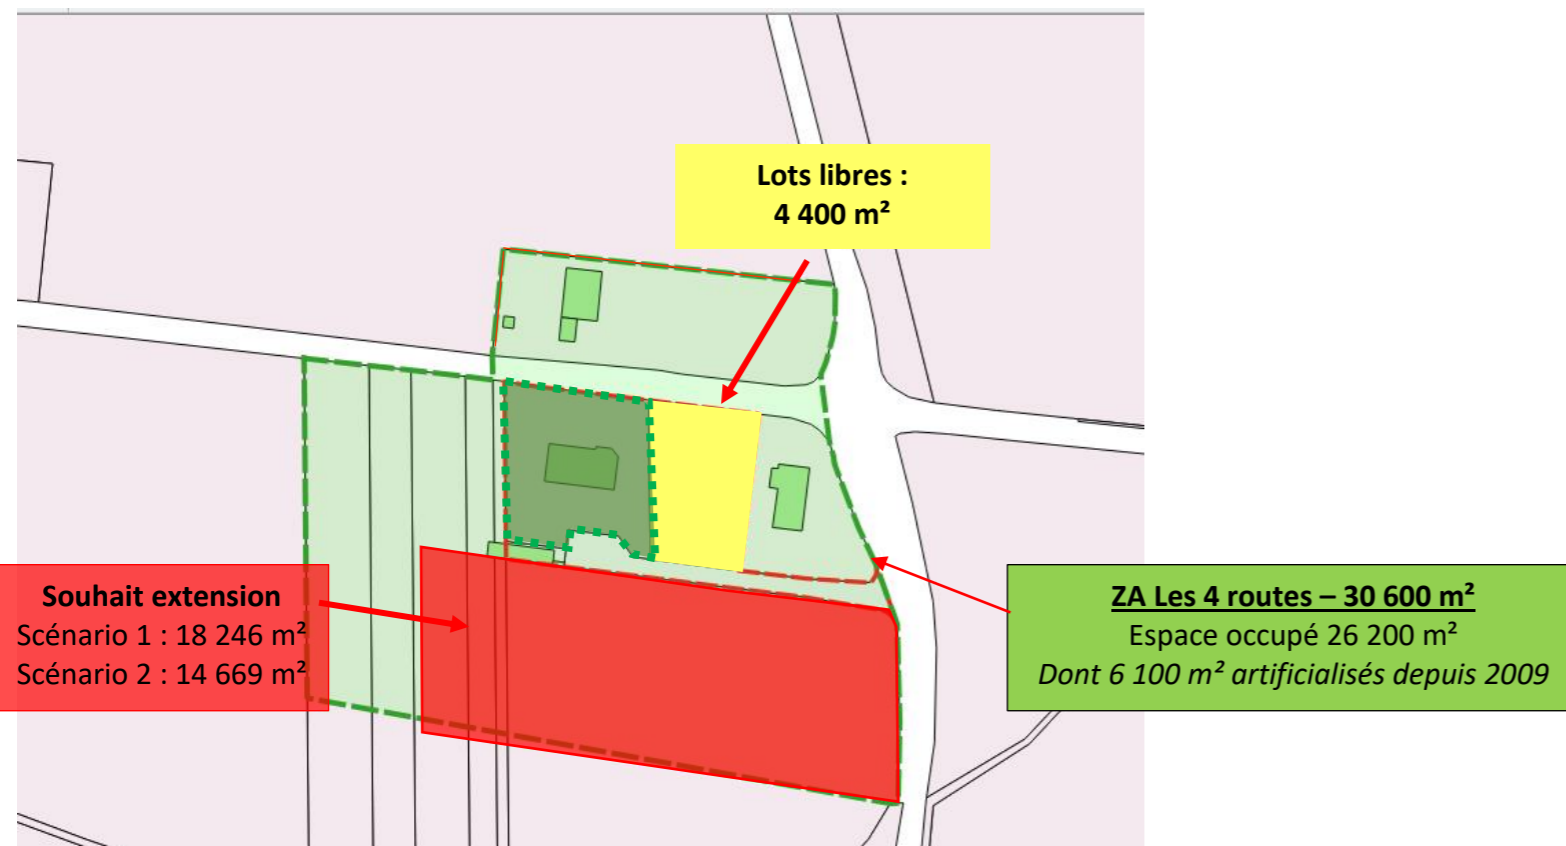 Lots libres :
4 400 m²
Souhait extension
Scénario 1 : 18 246 m²
Scénario 2 : 14 669 m²
ZA Les 4 routes – 30 600 m²
Espace occupé 26 200 m²
Dont 6 100 m² artificialisés depuis 2009